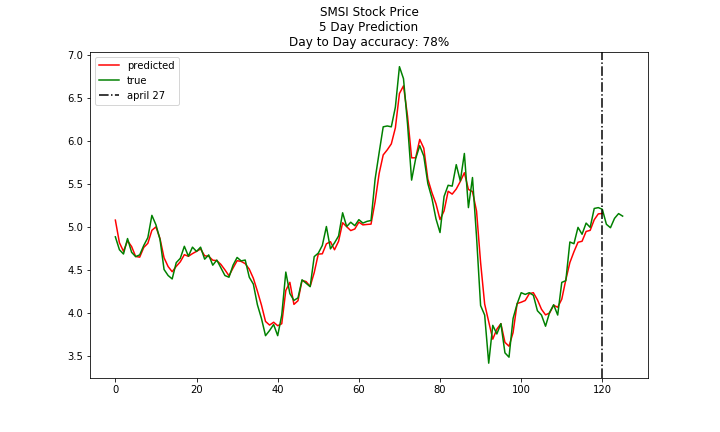 SMSI Stock Price
5 Day Prediction
Day to Day accuracy: 78%
predicted
true
april 27
7.0
6.5
6.0
5.5
5.0
4.5
4.0
3.5
0 20 40 60 80 100 120